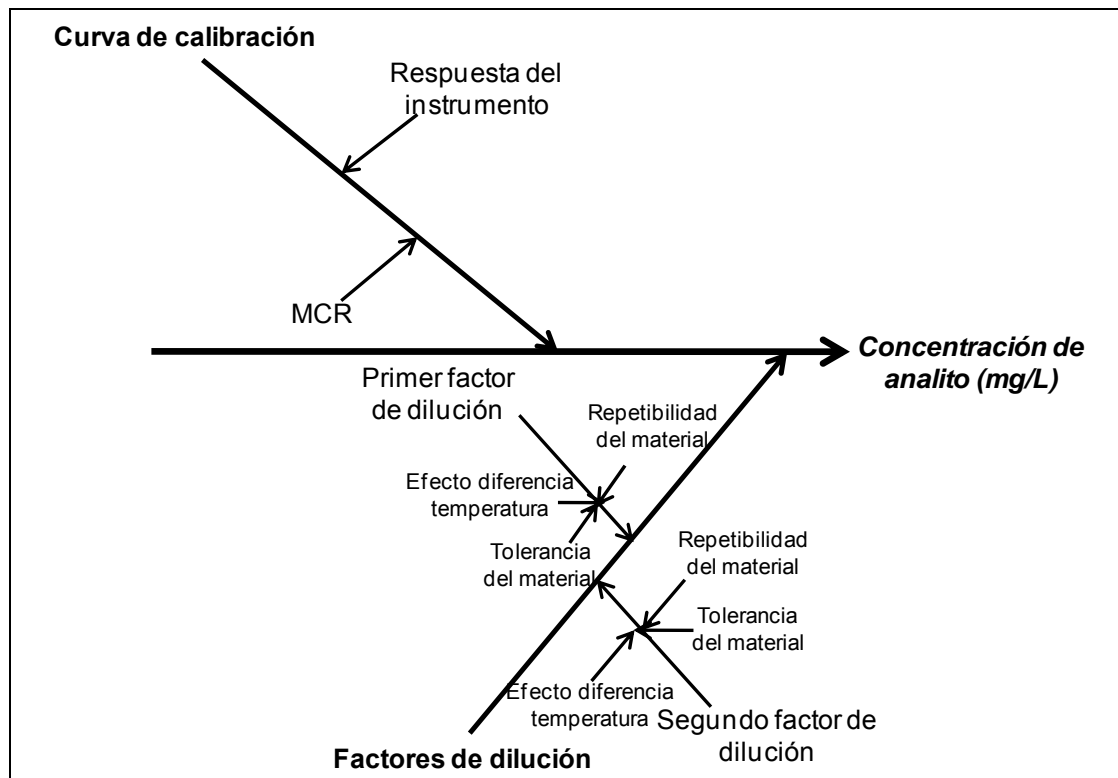 Curva de calibración
Respuesta del
instrumento
MCR
Concentración de
analito (mg/L)
Primer factor
de dilución
Repetibilidad
del material
Efecto diferencia
temperatura
Tolerancia
del material
Repetibilidad
del material
Tolerancia
del material
Efecto diferencia
temperatura
Segundo factor de
dilución
Factores de dilución